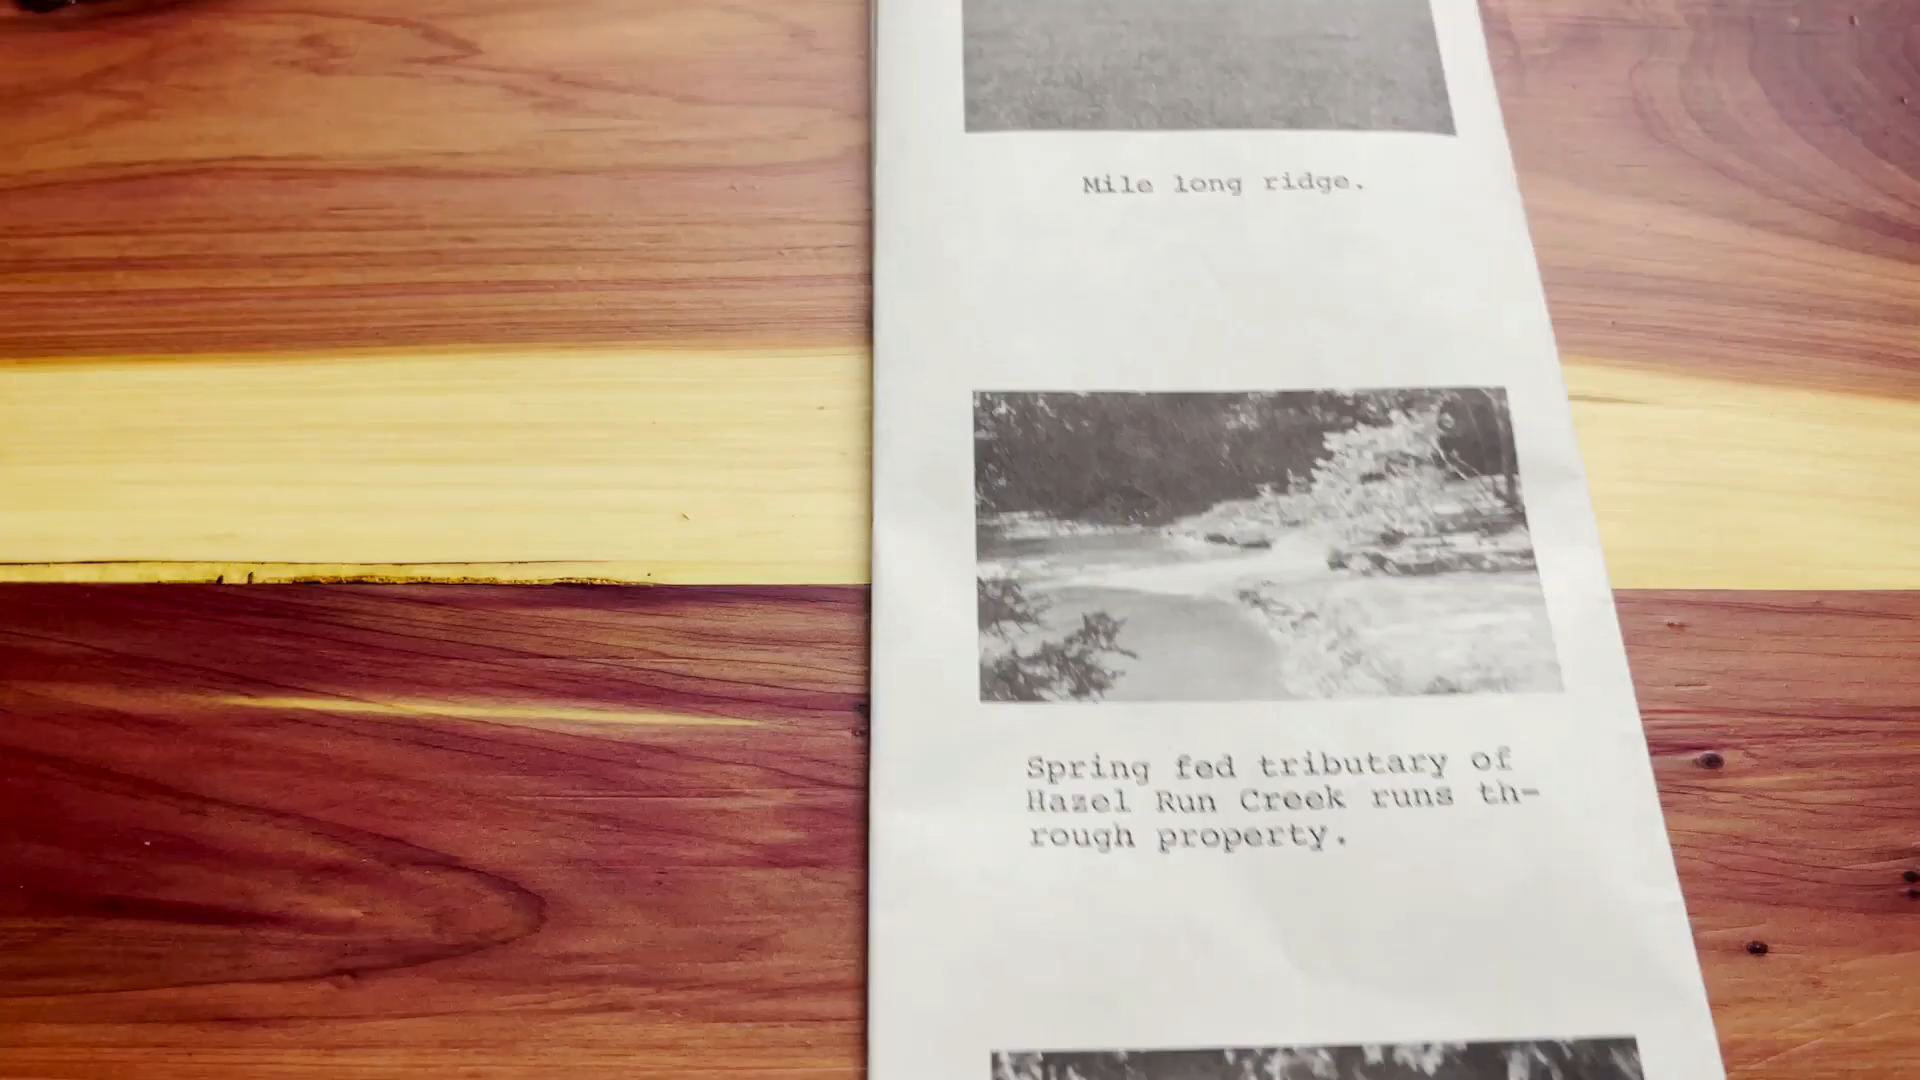 Mile long ridge.
Spring fed tributary of
Hazel Run Creek runs th-
rough property.